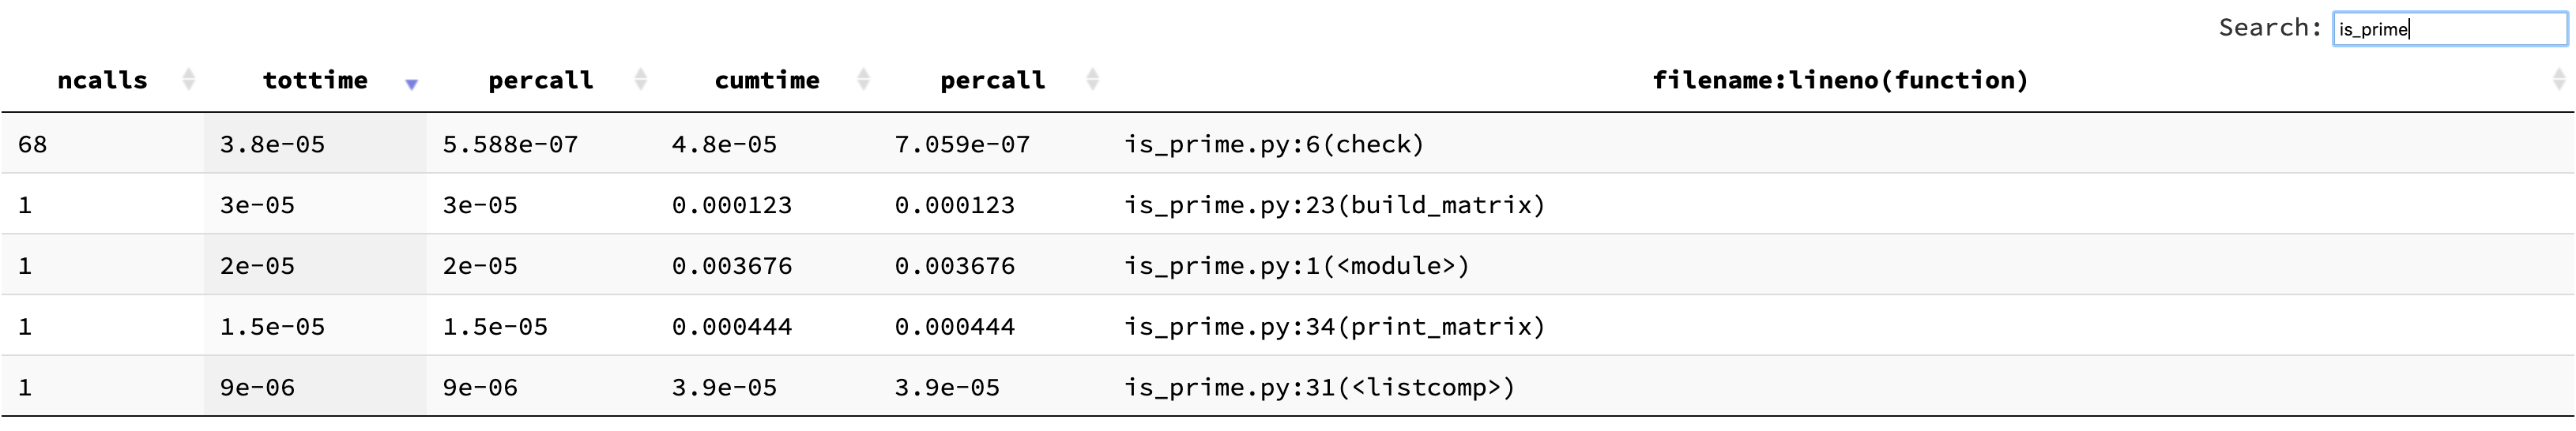 Search: is_prime
ncalls tottime percall cumtime percall filename:lineno(function)
68 3.8e-05 5.588e-07 4.8e-05 7.059e-07 is_prime.py:6(check)
1 3e-05 3e-05 0.000123 0.000123 is_prime.py:23(build_matrix)
1 2e-05 2e-05 0.003676 0.003676 is_prime.py:1(<module>)
1 1.5e-05 1.5e-05 0.000444 0.000444 is_prime.py:34(print_matrix)
1 9e-06 9e-06 3.9e-05 3.9e-05 is_prime.py:31(<listcomp>)